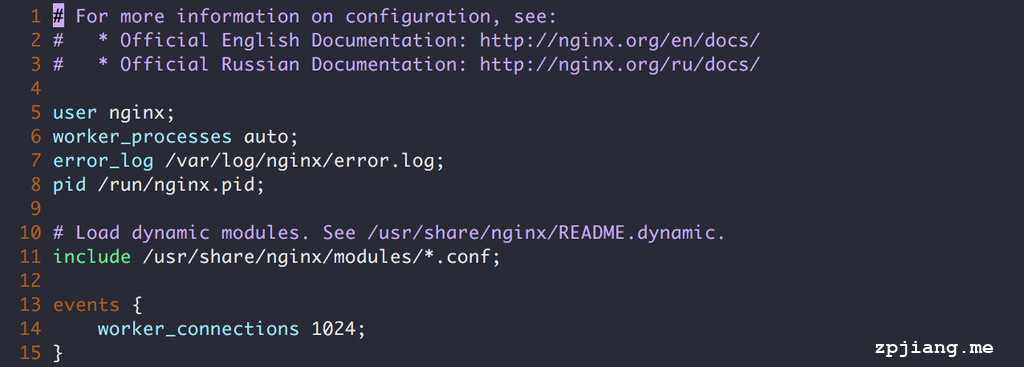 1 # For more information on configuration, see:
2 #   * Official English Documentation: http://nginx.org/en/docs/
3 #   * Official Russian Documentation: http://nginx.org/ru/docs/
4
5 user nginx;
6 worker_processes auto;
7 error_log /var/log/nginx/error.log;
8 pid /run/nginx.pid;
9
10 # Load dynamic modules. See /usr/share/nginx/README.dynamic.
11 include /usr/share/nginx/modules/*.conf;
12
13 events {
14     worker_connections 1024;
15 }
zpjiang.me